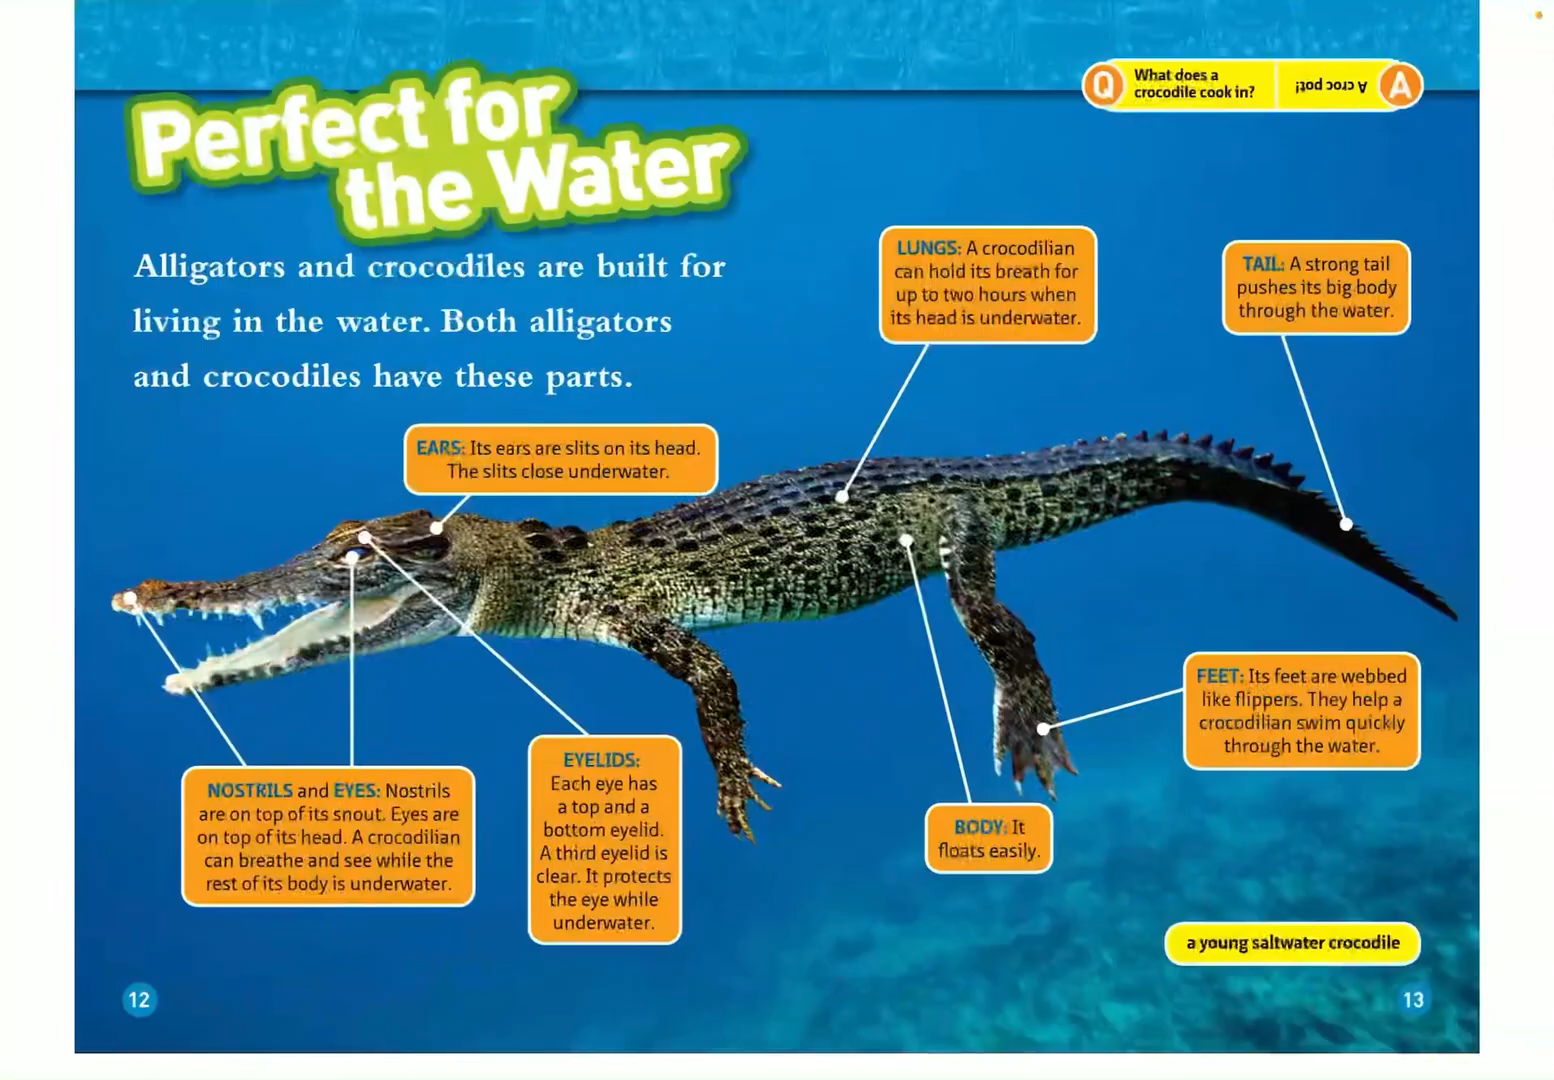 Perfect for
the Water
What does a
crocodile cook in?
Q
A croc pot!
A
Alligators and crocodiles are built for
living in the water. Both alligators
and crocodiles have these parts.
LUNGS: A crocodilian
can hold its breath for
up to two hours when
its head is underwater.
TAIL: A strong tail
pushes its big body
through the water.
EARS: Its ears are slits on its head.
The slits close underwater.
NOSTRILS and EYES: Nostrils
are on top of its snout. Eyes are
on top of its head. A crocodilian
can breathe and see while the
rest of its body is underwater.
EYELIDS:
Each eye has
a top and a
bottom eyelid.
A third eyelid is
clear. It protects
the eye while
underwater.
BODY: It
floats easily.
FEET: Its feet are webbed
like flippers. They help a
crocodilian swim quickly
through the water.
a young saltwater crocodile
12
13